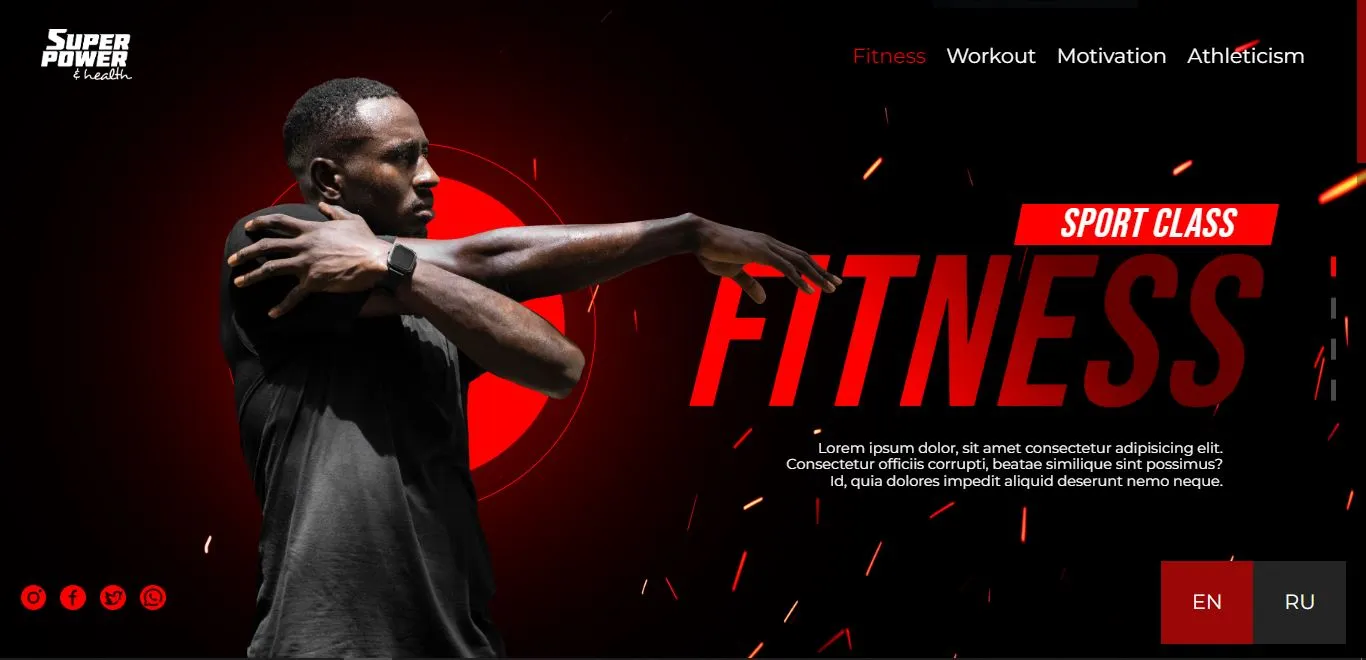 SUPER
POWER
& health
Fitness Workout Motivation Athleticism
SPORT CLASS
FITNESS
Lorem ipsum dolor, sit amet consectetur adipisicing elit.
Consectetur officiis corrupti, beatae similique sint possimus?
Id, quia dolores impedit aliquid deserunt nemo neque.
EN RU